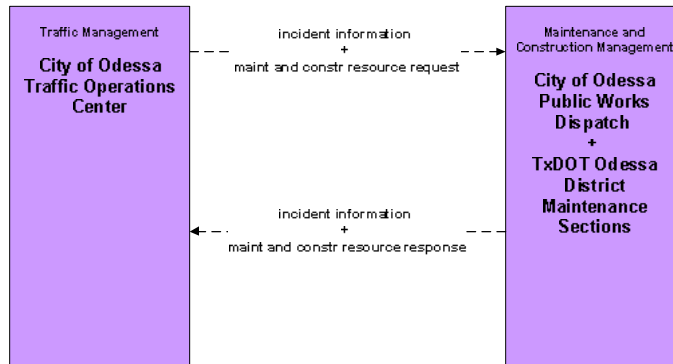 Traffic Management
City of Odessa
Traffic Operations
Center
incident information
+
maint and constr resource request
Maintenance and
Construction Management
City of Odessa
Public Works
Dispatch
+
TxDOT Odessa
District
Maintenance
Sections
incident information
+
maint and constr resource response